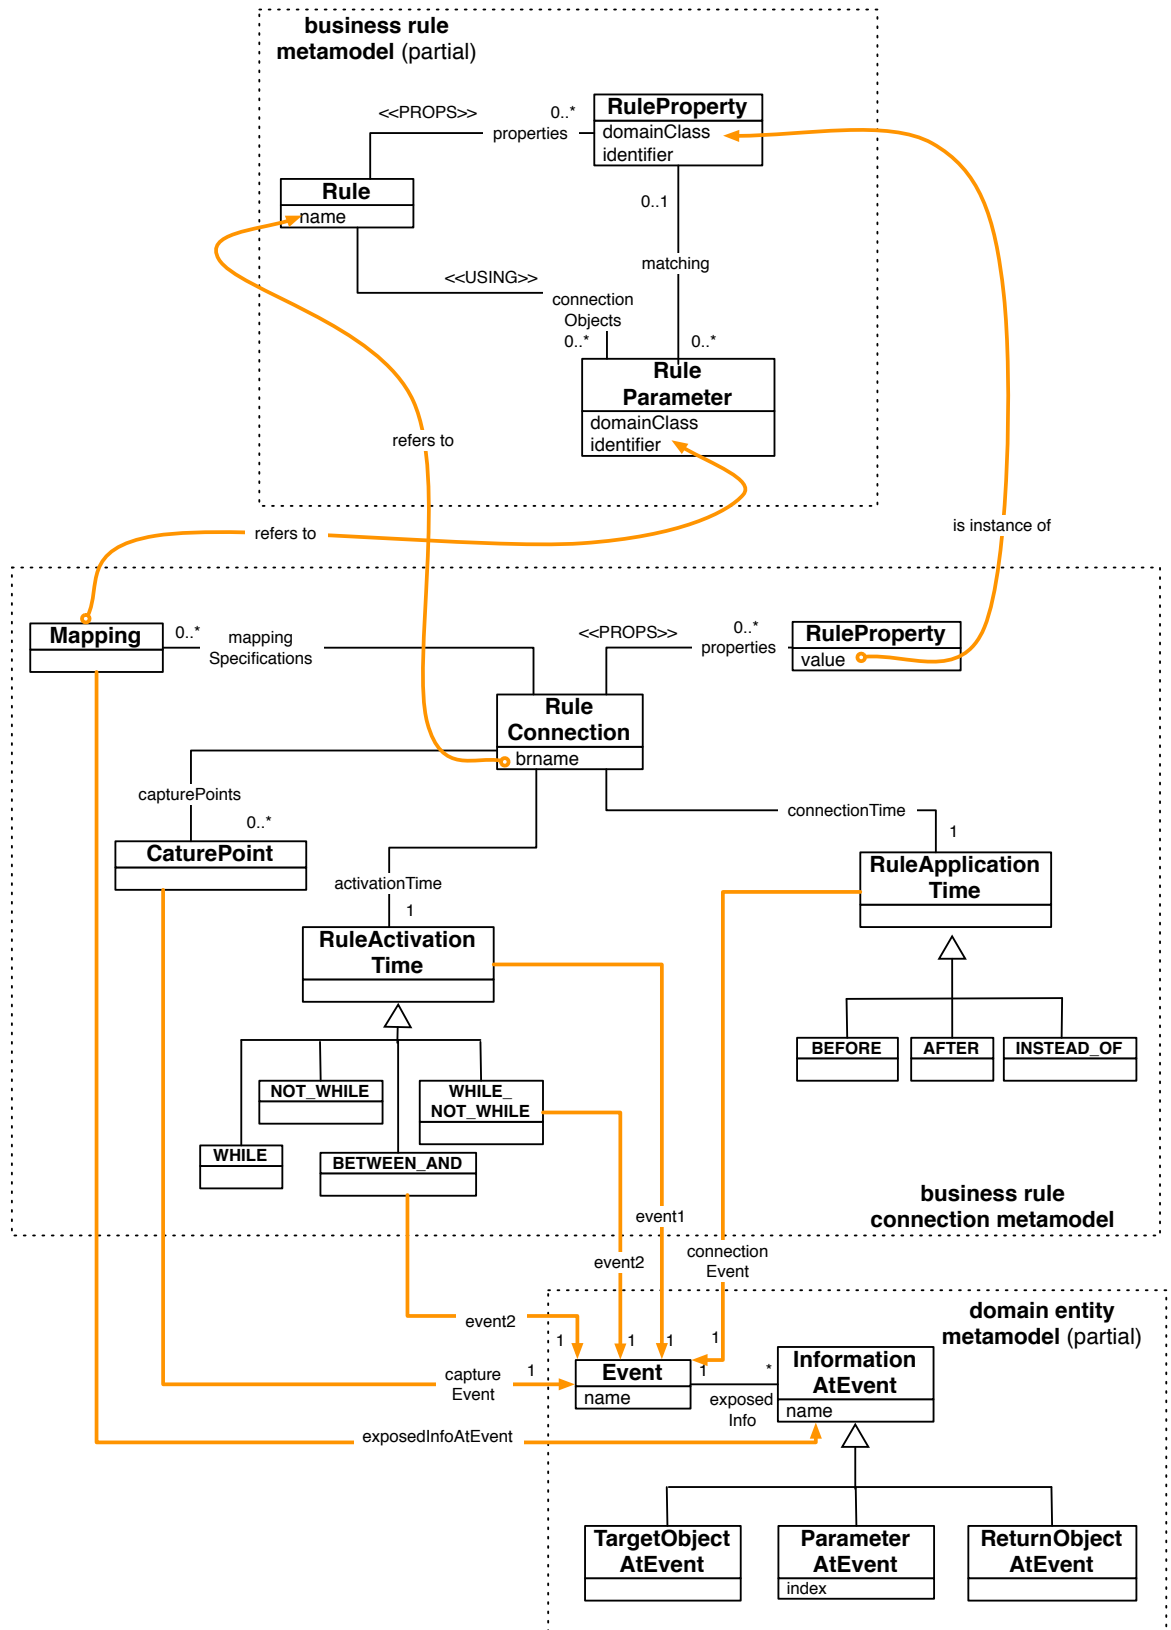 business rule
metamodel (partial)
<<PROPS>>
0..*
properties
RuleProperty
domainClass
identifier
Rule
name
0..1
matching
<<USING>>
connection
Objects
0..*
0..*
Rule
Parameter
domainClass
identifier
refers to
refers to
is instance of
Mapping
0..*
mapping
Specifications
<<PROPS>>
0..*
properties
RuleProperty
value
Rule
Connection
brname
capturePoints
0..*
CaturePoint
connectionTime
1
RuleApplication
Time
activationTime
1
RuleActivation
Time
BEFORE
AFTER
INSTEAD_OF
NOT_WHILE
WHILE_
NOT_WHILE
WHILE
BETWEEN_AND
business rule
connection metamodel
event1
event2
connection
Event
event2
domain entity
metamodel (partial)
1
1
1
1
capture
Event
1
Event
name
1
*
exposed
Info
Information
AtEvent
name
exposedInfoAtEvent
TargetObject
AtEvent
Parameter
AtEvent
index
ReturnObject
AtEvent